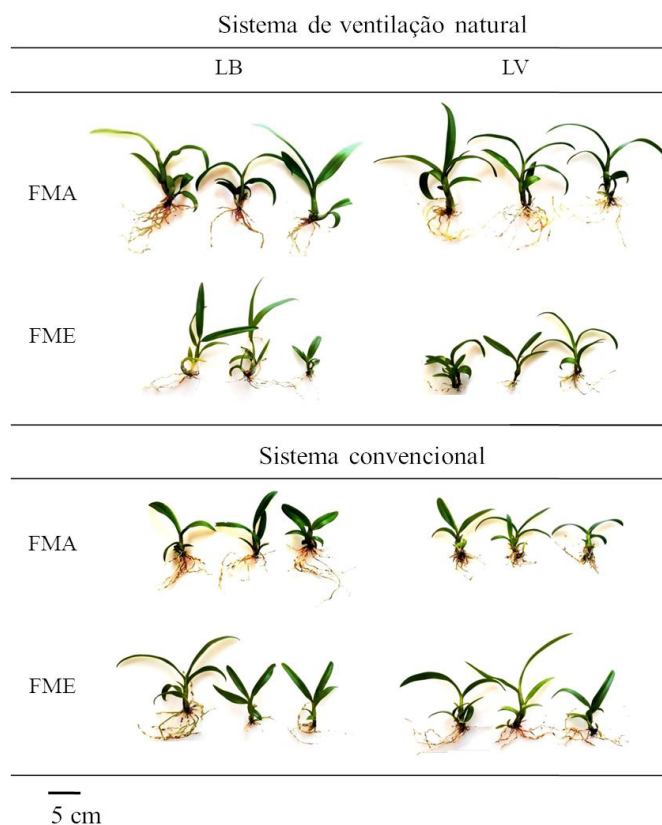 Sistema de ventilação natural
LB LV
FMA
FME
Sistema convencional
FMA
FME
5 cm